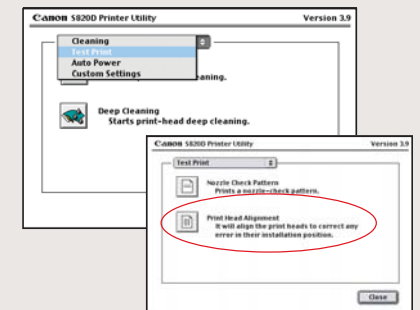 Canon S820D Printer Utility Version 3.9
Cleaning
Test Print
Auto Power
Custom Settings
eaning.
Deep Cleaning
Starts print-head deep cleaning.
Canon S820D Printer Utility Version 3.9
Test Print
Nozzle Check Pattern
Prints a nozzle-check pattern.
Print Head Alignment
It will align the print heads to correct any
error in their installation position.
Close